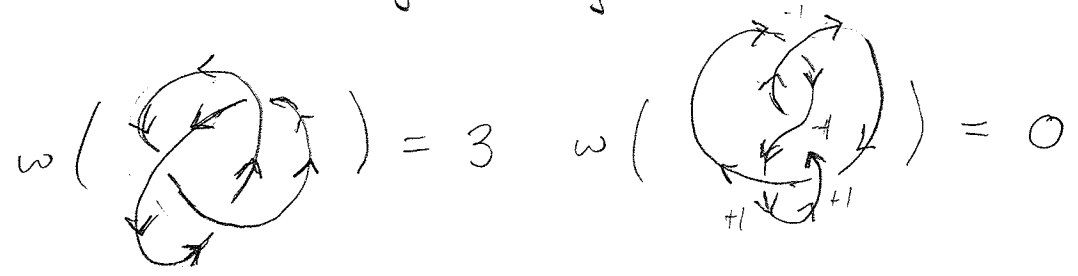 w ( ) = 3 w ( -1 -1 +1 +1 ) = 0